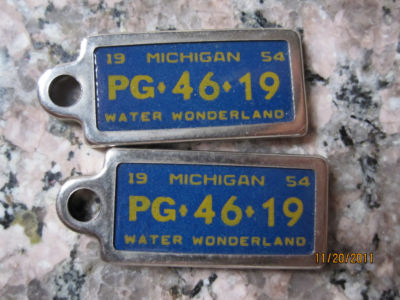 19 MICHIGAN 54
PG•46•19
WATER WONDERLAND
19 MICHIGAN 54
PG•46•19
WATER WONDERLAND
11/20/2011